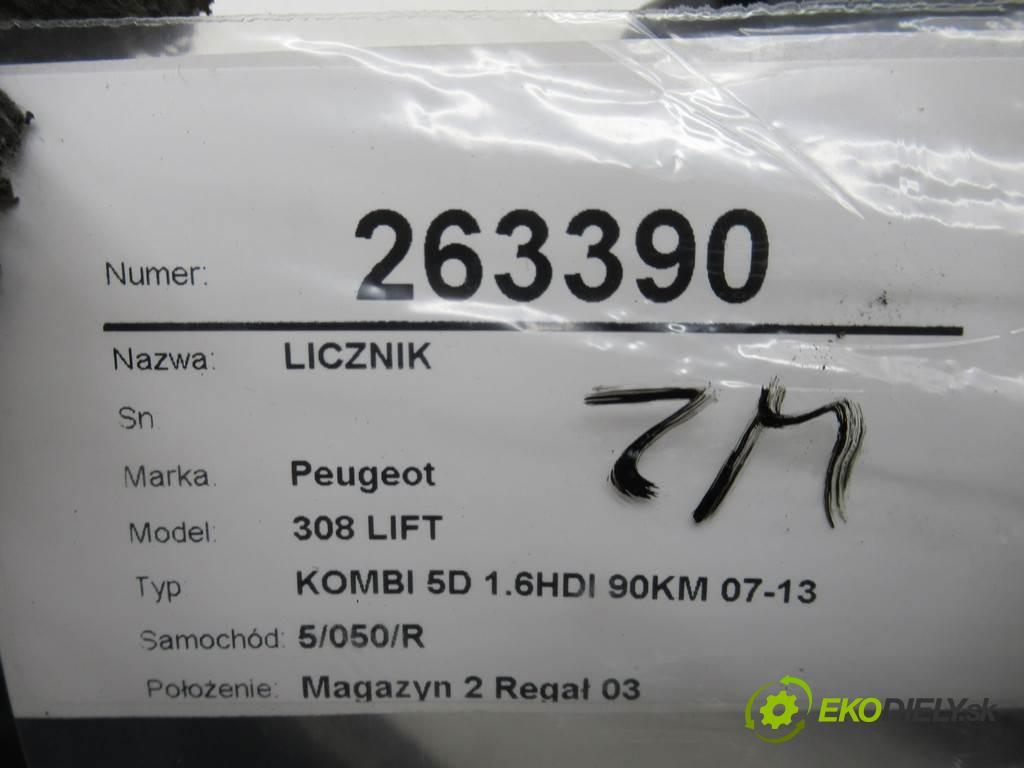 Numer: 263390
Nazwa: LICZNIK
Sn
Marka. Peugeot
Model: 308 LIFT
Typ KOMBI 5D 1.6HDI 90KM 07-13
Samochód: 5/050/R
Położenie: Magazyn 2 Regał 03
EKODIELY.sk